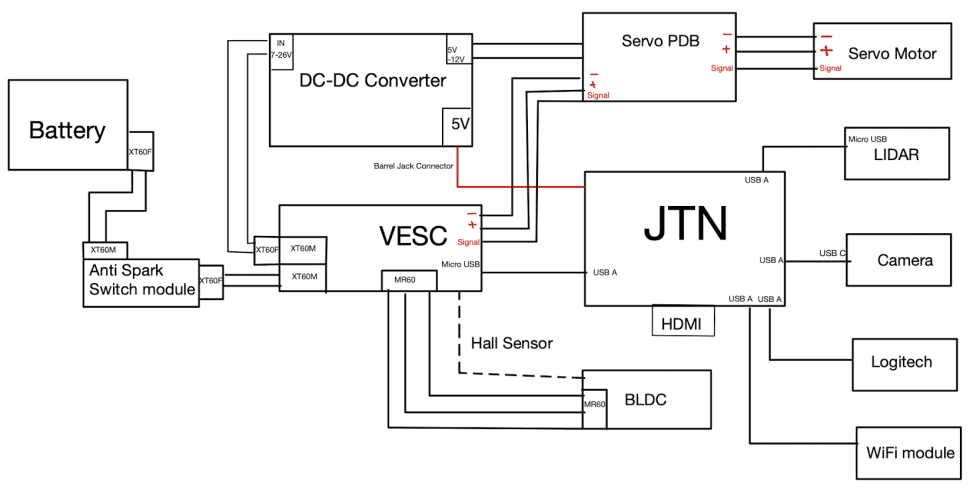 IN
7-26V
5V
-12V
DC-DC Converter
5V
Servo PDB
−
+
Signal
−
+
Signal
Servo Motor
−
+
Signal
Battery
XT60F
Barrel Jack Connector
Micro USB
LIDAR
USB A
JTN
VESC
−
+
Signal
Micro USB
XT60F
XT60M
XT60M
MR60
XT60M
Anti Spark
Switch module
XT60F
USB A
USB A
USB C
Camera
USB A
USB A
HDMI
Hall Sensor
Logitech
MR60
BLDC
WiFi module